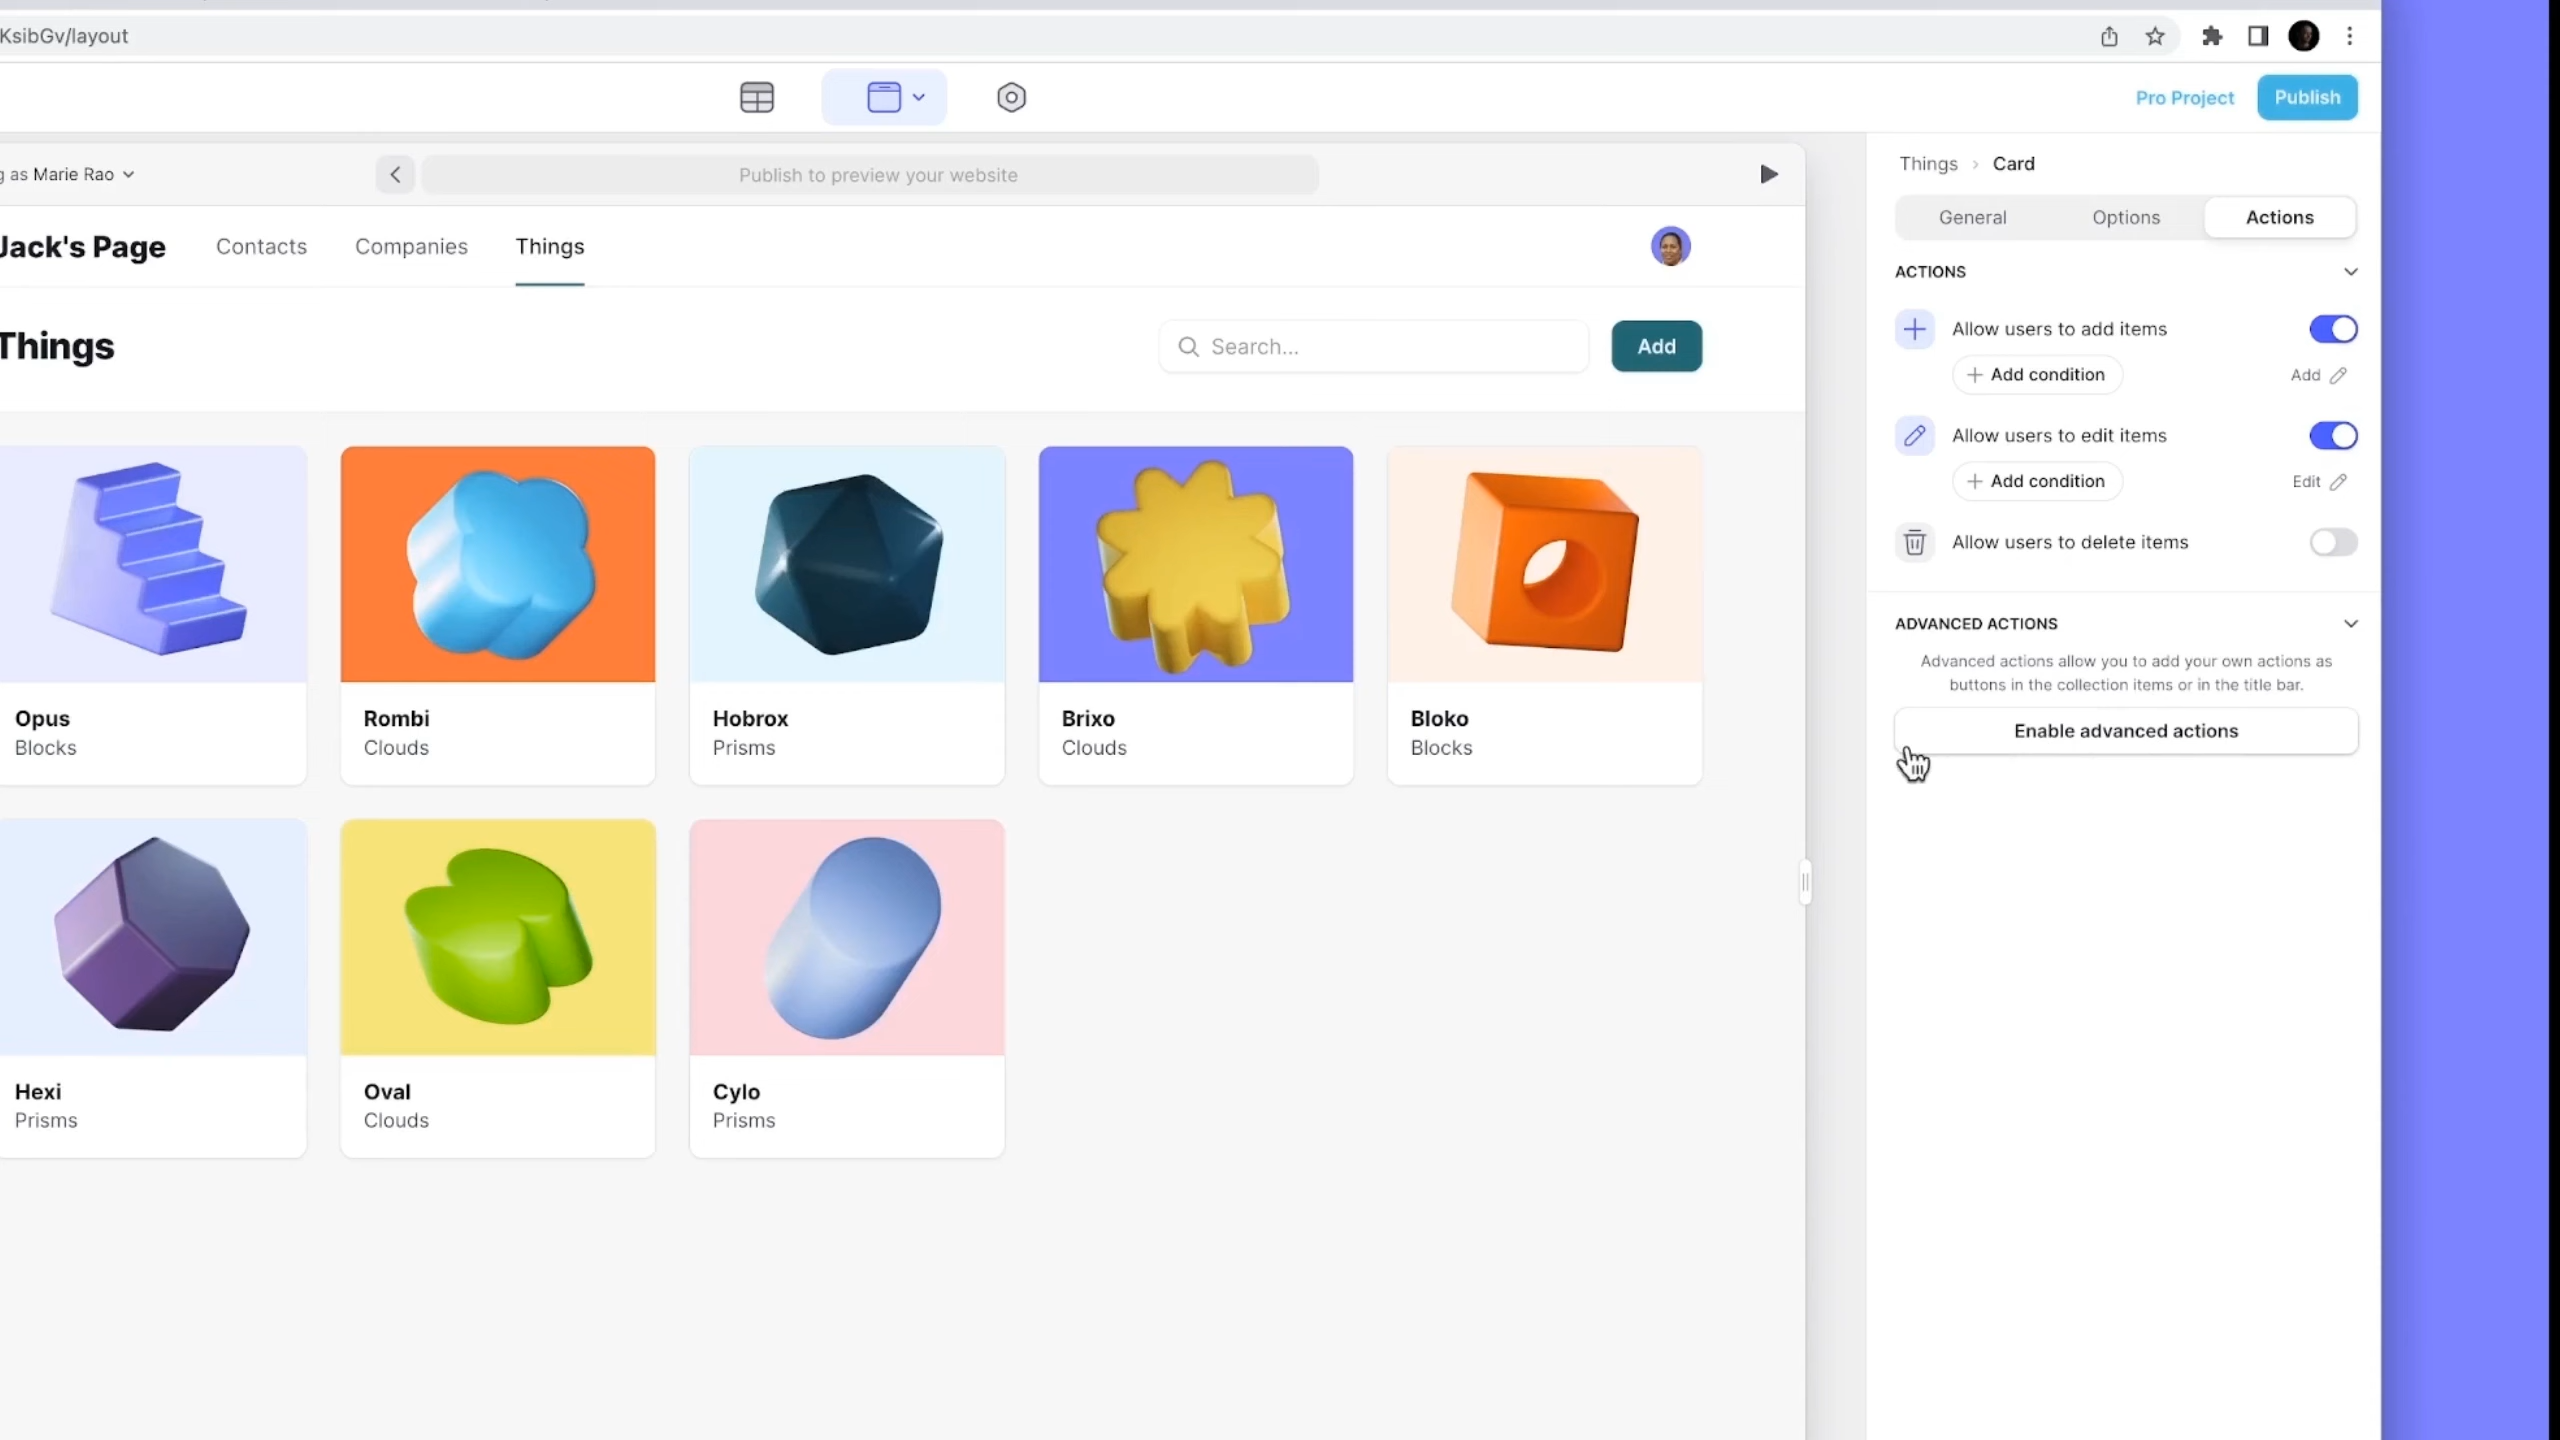 KsibGv/layout
Pro Project
Publish
g as Marie Rao
Publish to preview your website
Jack's Page
Contacts
Companies
Things
Things
Search...
Add
Opus
Blocks
Rombi
Clouds
Hobrox
Prisms
Brixo
Clouds
Bloko
Blocks
Hexi
Prisms
Oval
Clouds
Cylo
Prisms
Things > Card
General
Options
Actions
ACTIONS
Allow users to add items
+ Add condition
Add
Allow users to edit items
+ Add condition
Edit
Allow users to delete items
ADVANCED ACTIONS
Advanced actions allow you to add your own actions as
buttons in the collection items or in the title bar.
Enable advanced actions